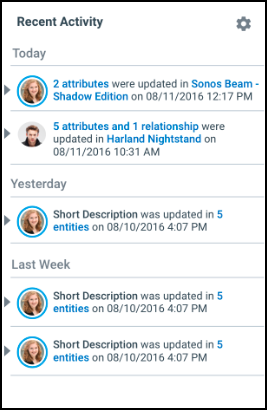 Recent Activity
Today
2 attributes were updated in Sonos Beam -
Shadow Edition on 08/11/2016 12:17 PM
5 attributes and 1 relationship were
updated in Harland Nightstand on
08/11/2016 10:31 AM
Yesterday
Short Description was updated in 5
entities on 08/10/2016 4:07 PM
Last Week
Short Description was updated in 5
entities on 08/10/2016 4:07 PM
Short Description was updated in 5
entities on 08/10/2016 4:07 PM